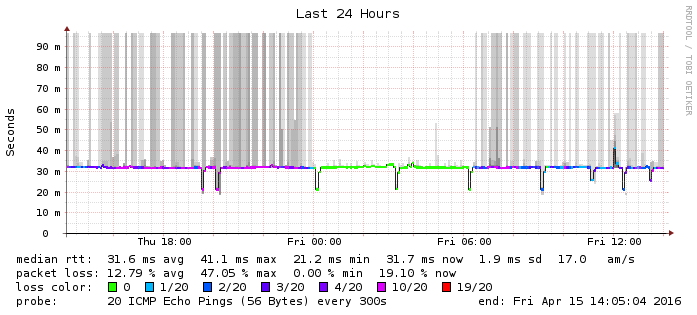 Last 24 Hours
RRDTOOL / TOBI OETIKER
Seconds
90 m
80 m
70 m
60 m
50 m
40 m
30 m
20 m
10 m
0
Thu 18:00 Fri 00:00 Fri 06:00 Fri 12:00
median rtt: 31.6 ms avg 41.1 ms max 21.2 ms min 31.7 ms now 1.9 ms sd 17.0 am/s
packet loss: 12.79 % avg 47.05 % max 0.00 % min 19.10 % now
loss color: 0 1/20 2/20 3/20 4/20 10/20 19/20
probe: 20 ICMP Echo Pings (56 Bytes) every 300s end: Fri Apr 15 14:05:04 2016